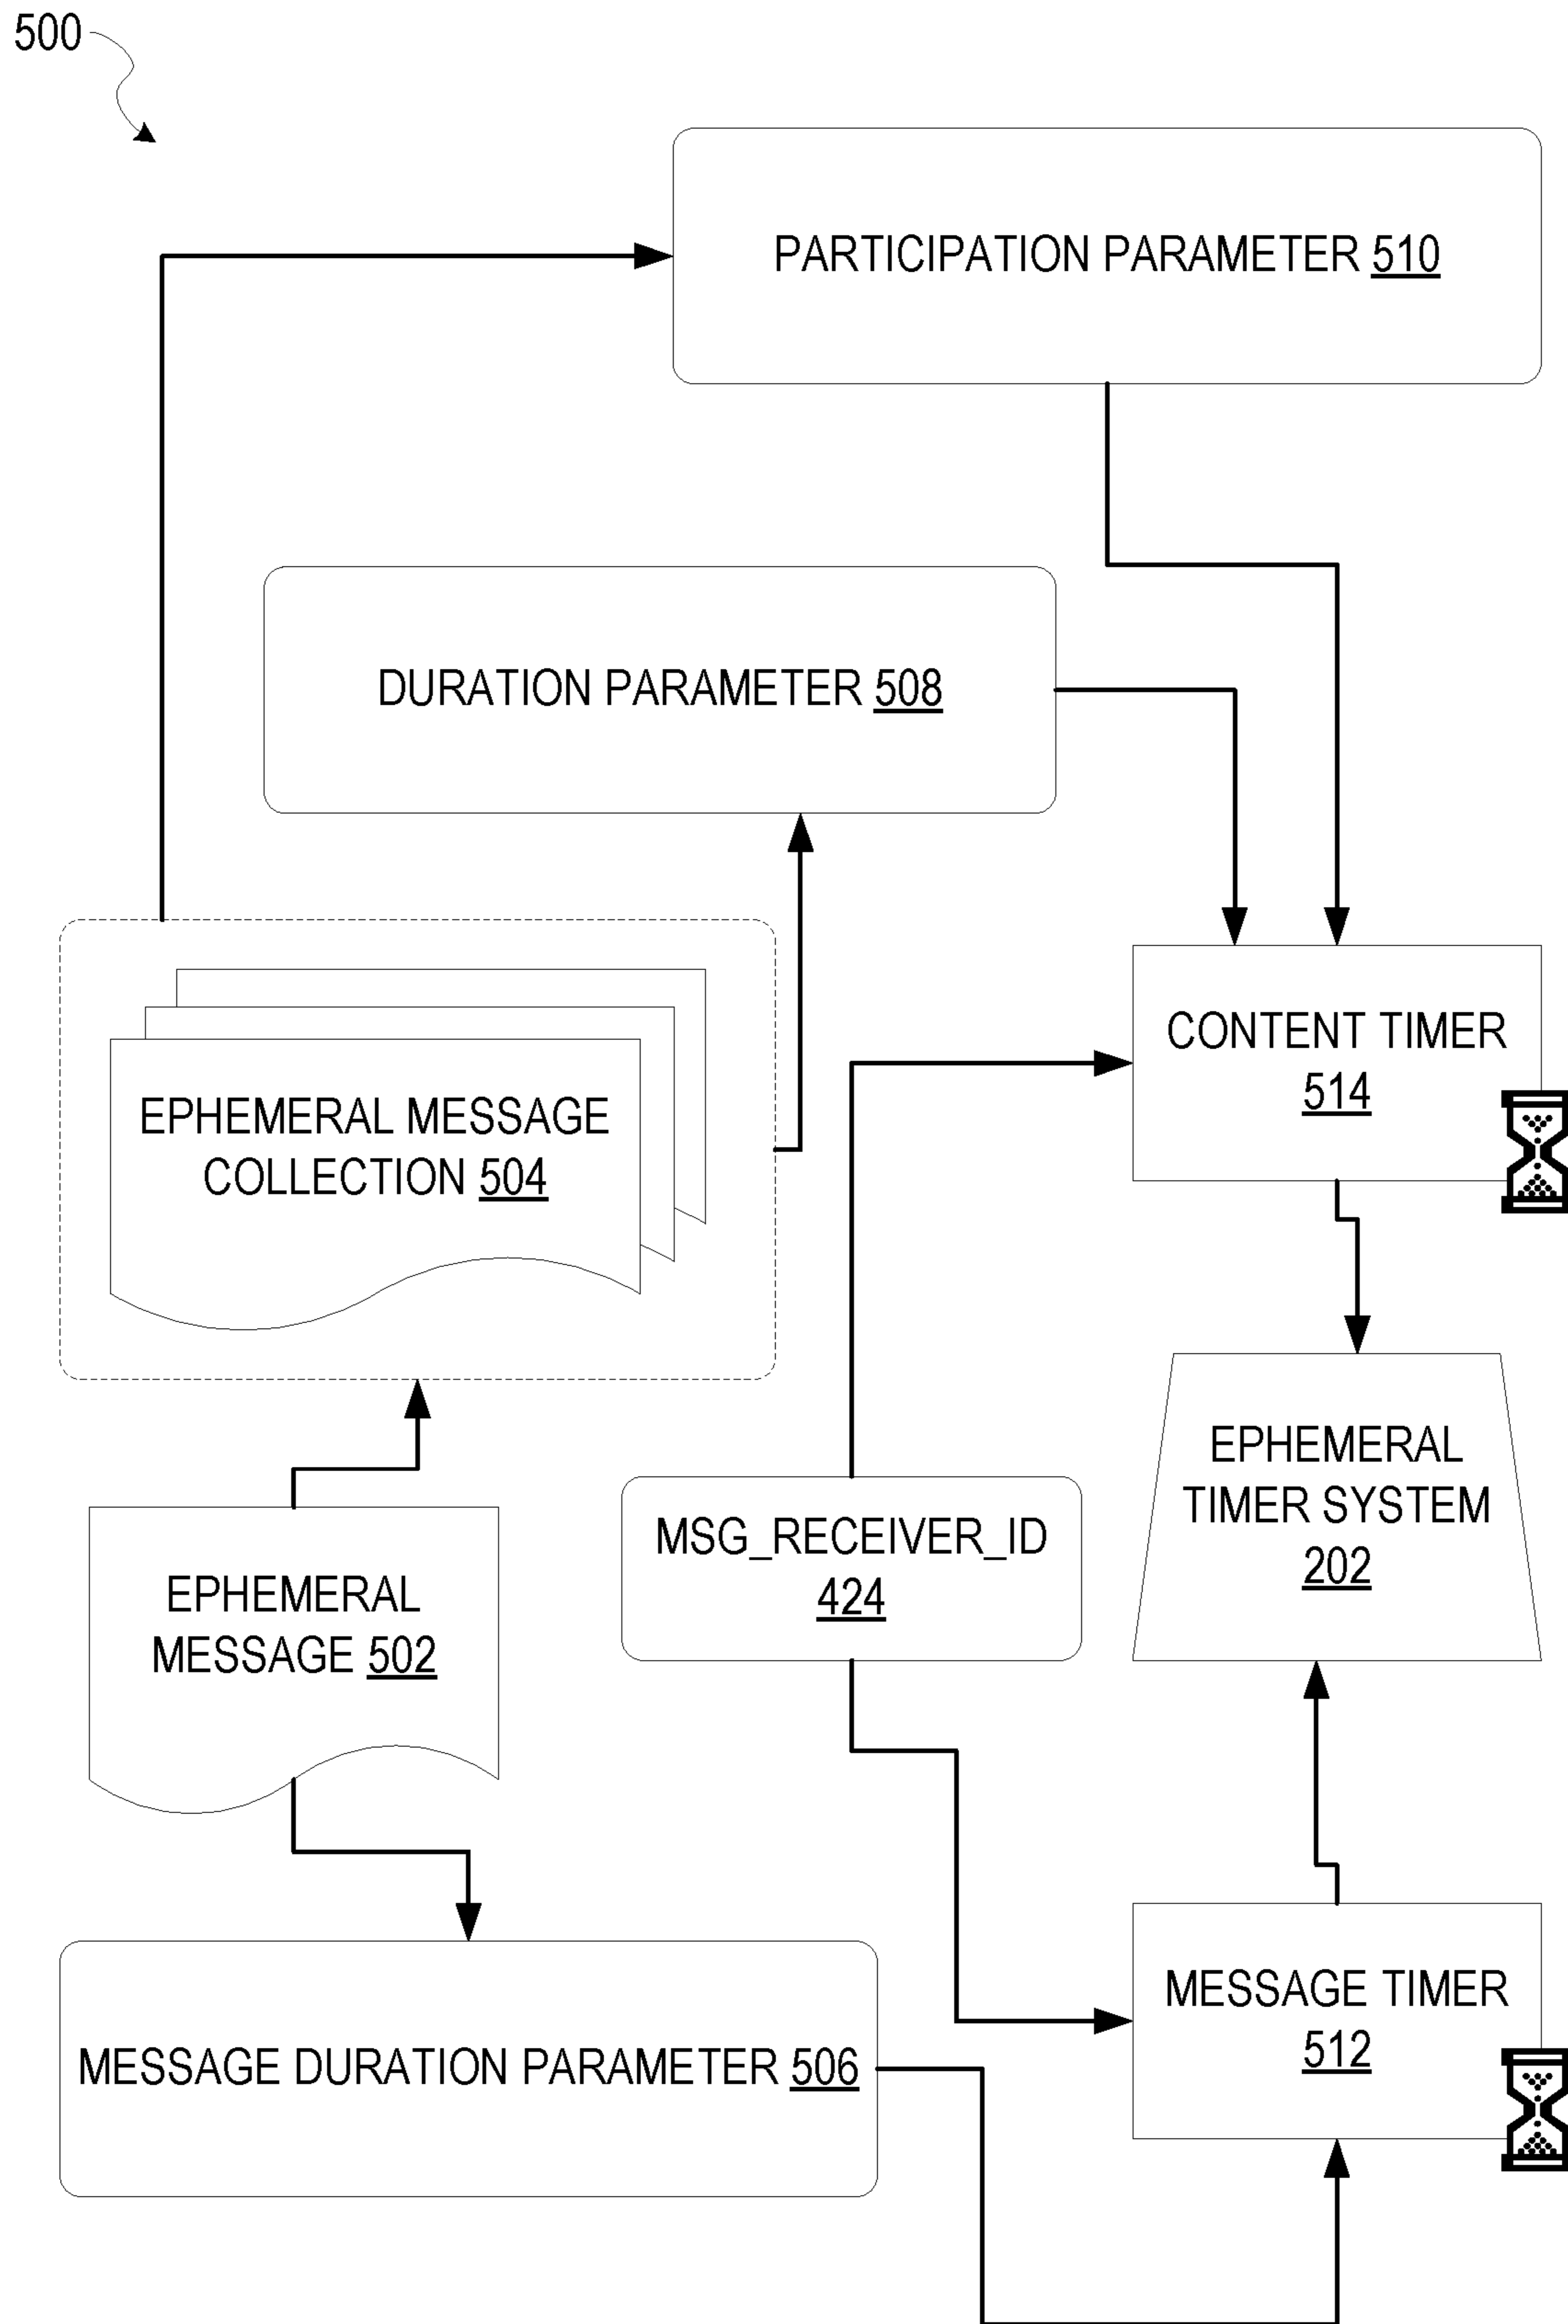 500
PARTICIPATION PARAMETER 510
DURATION PARAMETER 508
CONTENT TIMER
514
EPHEMERAL MESSAGE
COLLECTION 504
EPHEMERAL
TIMER SYSTEM
202
MSG_RECEIVER_ID
424
EPHEMERAL
MESSAGE 502
MESSAGE TIMER
512
MESSAGE DURATION PARAMETER 506